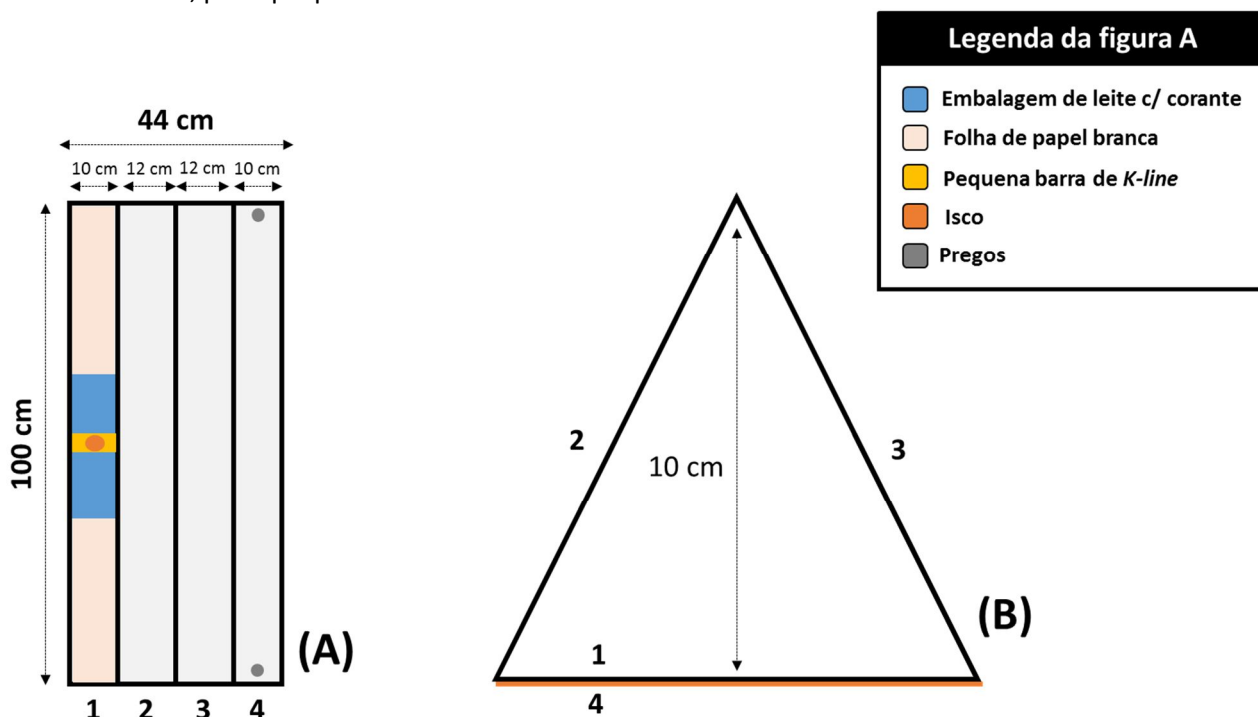 Legenda da figura A
Embalagem de leite c/ corante
Folha de papel branca
Pequena barra de K-line
Isco
Pregos
44 cm
10 cm 12 cm 12 cm 10 cm
100 cm
(A)
1 2 3 4
2
10 cm
3
1
4
(B)